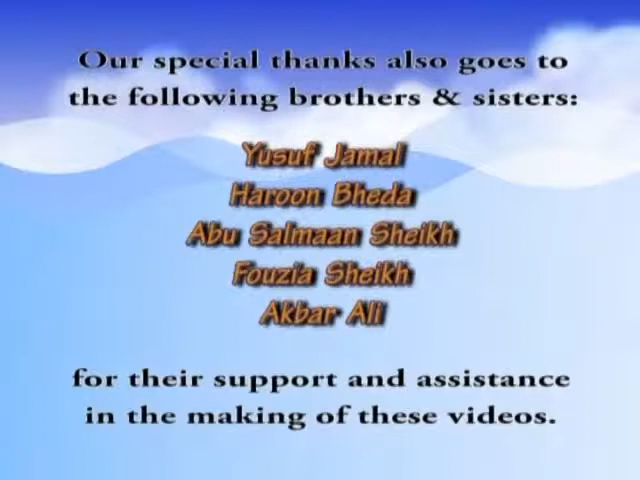 Our special thanks also goes to
the following brothers & sisters:
Yusuf Jamal
Haroon Bheda
Abu Salmaan Sheikh
Fouzia Sheikh
Akbar Ali
for their support and assistance
in the making of these videos.